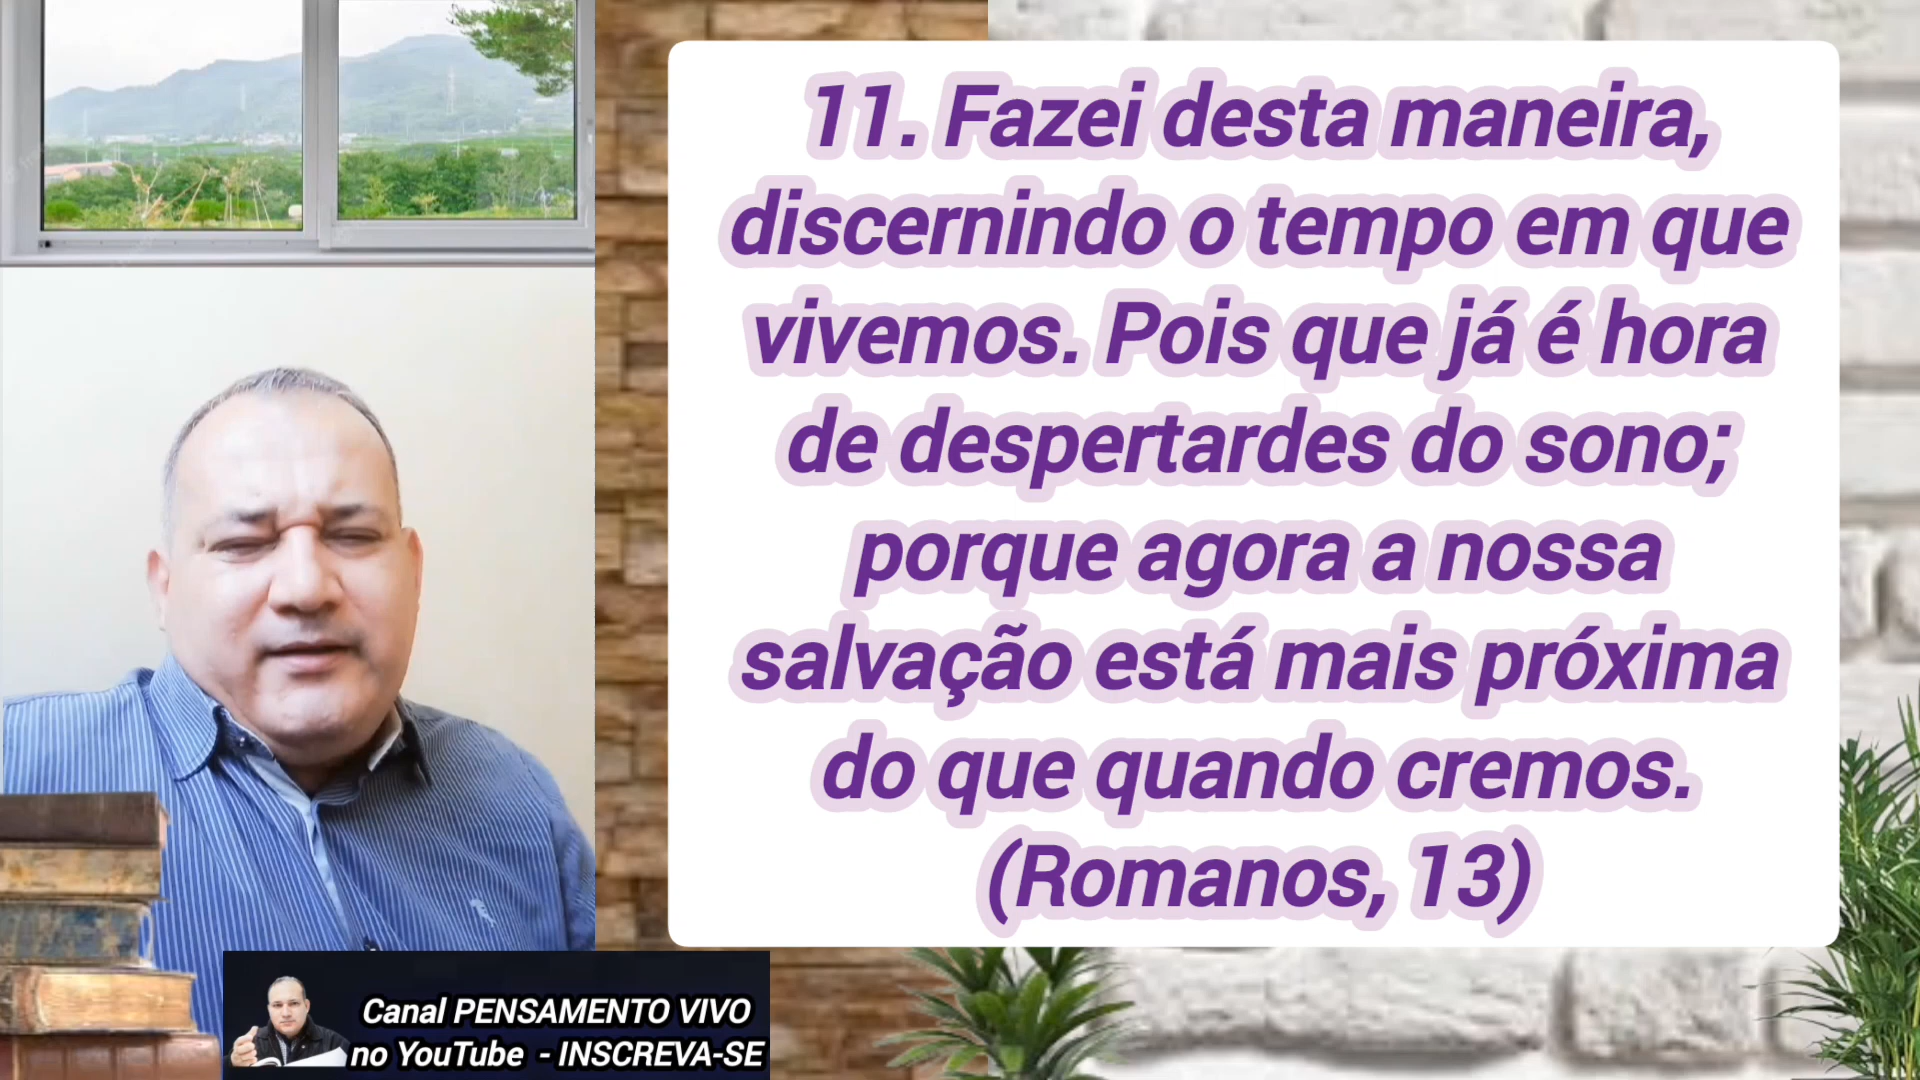 11. Fazei desta maneira,
discernindo o tempo em que
vivemos. Pois que já é hora
de despertardes do sono;
porque agora a nossa
salvação está mais próxima
do que quando cremos.
(Romanos, 13)
Canal PENSAMENTO VIVO
no YouTube - INSCREVA-SE